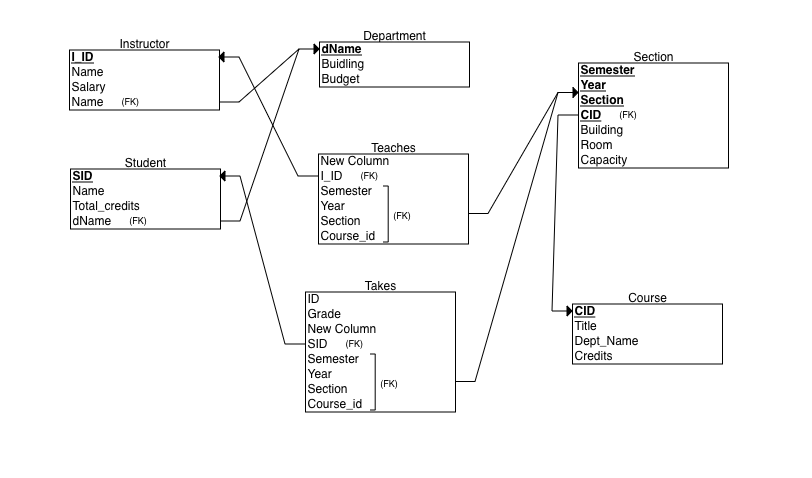 Instructor
I_ID
Name
Salary
Name (FK)
Department
dName
Buidling
Budget
Section
Semester
Year
Section
CID (FK)
Building
Room
Capacity
Student
SID
Name
Total_credits
dName (FK)
Teaches
New Column
I_ID (FK)
Semester
Year
Section
Course_id
(FK)
Takes
ID
Grade
New Column
SID (FK)
Semester
Year
Section
Course_id
(FK)
Course
CID
Title
Dept_Name
Credits